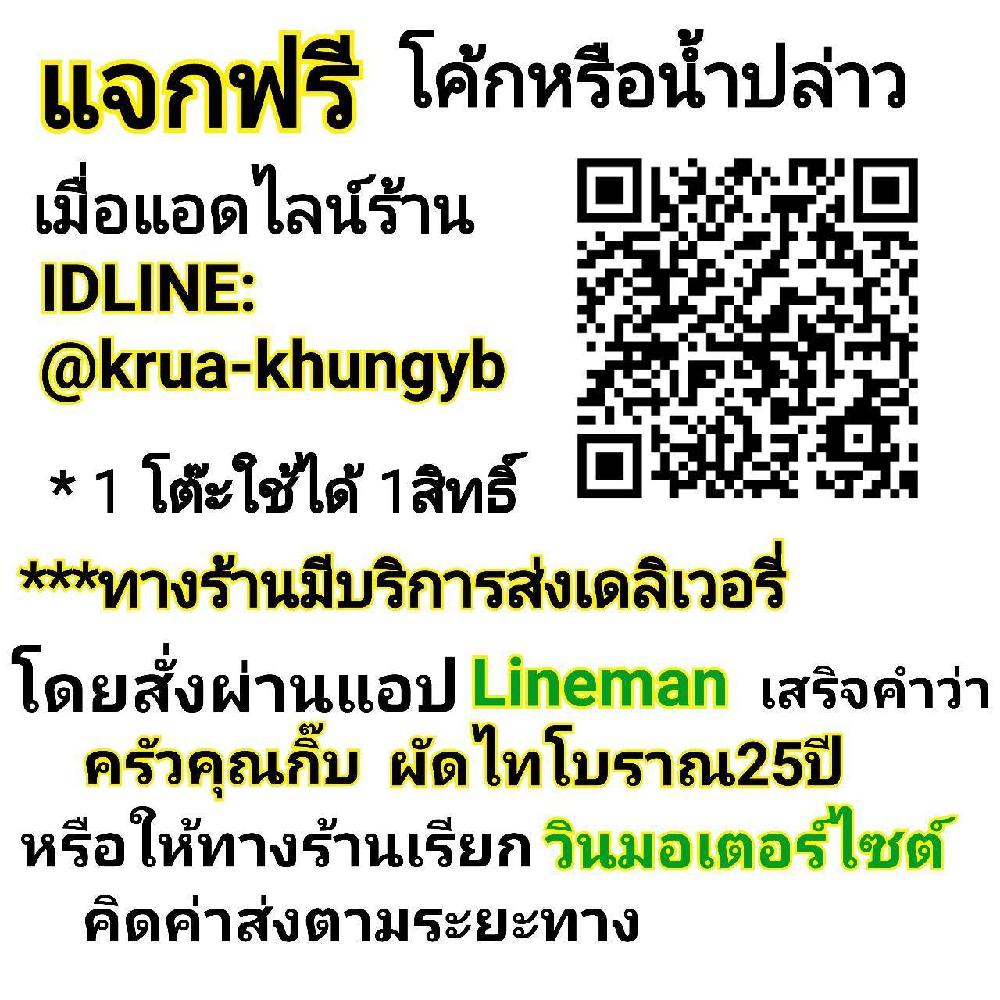 แจกฟรี โค้กหรือน้ำปล่าว
เมื่อแอดไลน์ร้าน
IDLINE:
@krua-khungyb
* 1 โต๊ะใช้ได้ 1สิทธิ์
***ทางร้านมีบริการส่งเดลิเวอรี่
โดยสั่งผ่านแอป Lineman เสริจคำว่า
ครัวคุณกิ๊บ ผัดไทโบราณ25ปี
หรือให้ทางร้านเรียก วินมอเตอร์ไซต์
คิดค่าส่งตามระยะทาง